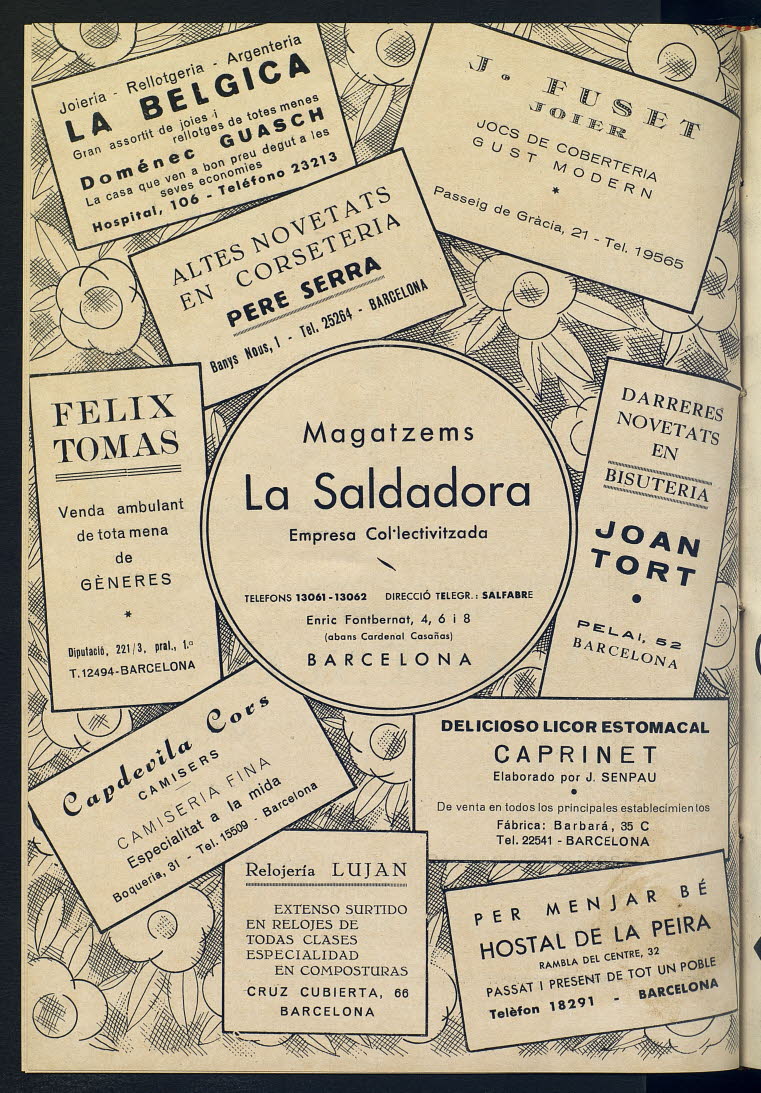 Joieria - Rellotgeria - Argenteria
LA BELGICA
Gran assortit de joies i
rellotges de totes menes
Doménec GUASCH
La casa que ven a bon preu degut a les
seves economies
Hospital, 106 - Teléfono 23213
J. FUSET
JOIER
JOCS DE COBERTERIA
GUST MODERN
*
Passeig de Gràcia, 21 - Tel. 19565
ALTES NOVETATS
EN CORSETERIA
PERE SERRA
Banys Nous, 1 - Tel. 25264 - BARCELONA
FELIX
TOMAS
Venda ambulant
de tota mena
de
GÈNERES
*
Diputació, 221/3, pral., 1.ª
T. 12494 - BARCELONA
Magatzems
La Saldadora
Empresa Col·lectivitzada
TELEFONS 13061 - 13062 DIRECCIÓ TELEGR.: SALFABRE
Enric Fontbernat, 4, 6 i 8
(abans Cardenal Casañas)
BARCELONA
DARRERES
NOVETATS
EN
BISUTERIA
JOAN
TORT
PELAI, 52
BARCELONA
Capdevila Cors
CAMISERS
CAMISERIA FINA
Especialitat a la mida
Boqueria, 31 - Tel. 15509 - Barcelona
DELICIOSO LICOR ESTOMACAL
CAPRINET
Elaborado por J. SENPAU
De venta en todos los principales establecimientos
Fábrica: Barbará, 35 C
Tel. 22541 - BARCELONA
Relojería LUJAN
EXTENSO SURTIDO
EN RELOJES DE
TODAS CLASES
ESPECIALIDAD
EN COMPOSTURAS
CRUZ CUBIERTA, 66
BARCELONA
PER MENJAR BÉ
HOSTAL DE LA PEIRA
RAMBLA DEL CENTRE, 32
PASSAT I PRESENT DE TOT UN POBLE
Telèfon 18291 - BARCELONA